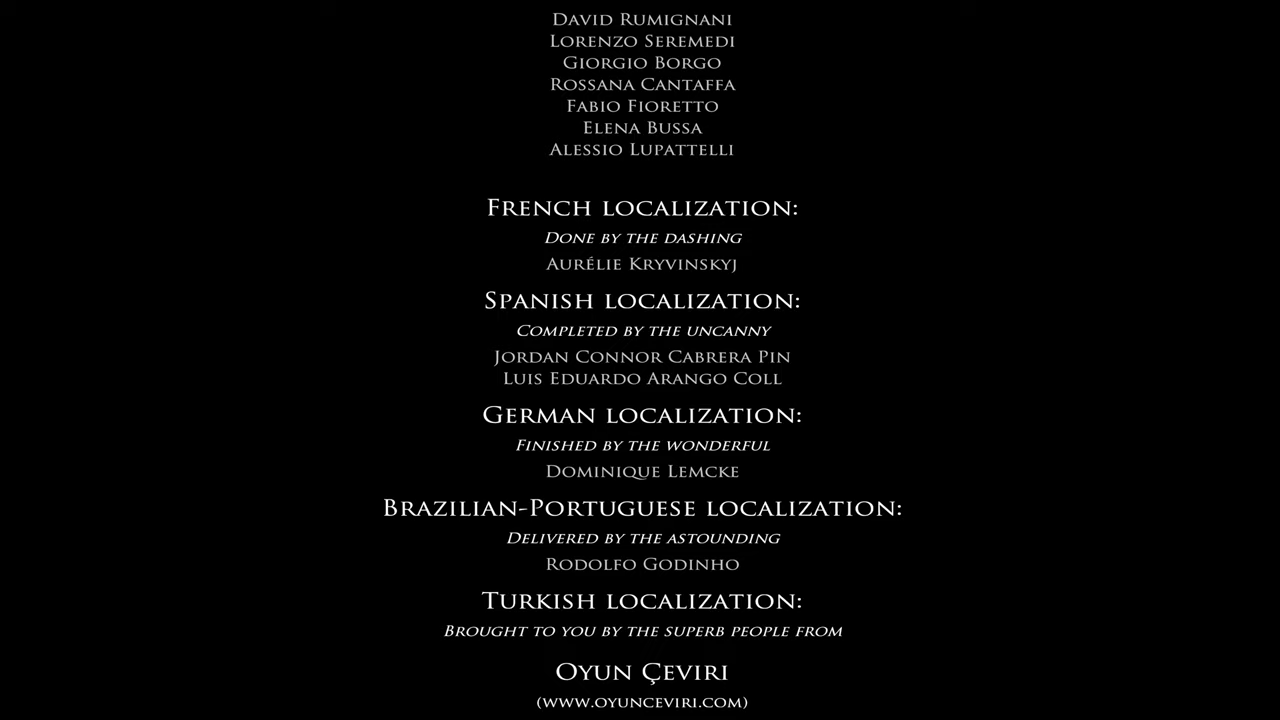 David Rumignani
Lorenzo Seremedi
Giorgio Borgo
Rossana Cantaffa
Fabio Fioretto
Elena Bussa
Alessio Lupattelli
French localization:
Done by the dashing
Aurélie Kryvinskyj
Spanish localization:
Completed by the uncanny
Jordan Connor Cabrera Pin
Luis Eduardo Arango Coll
German localization:
Finished by the wonderful
Dominique Lemcke
Brazilian-Portuguese localization:
Delivered by the astounding
Rodolfo Godinho
Turkish localization:
Brought to you by the superb people from
Oyun Çeviri
(www.oyunceviri.com)